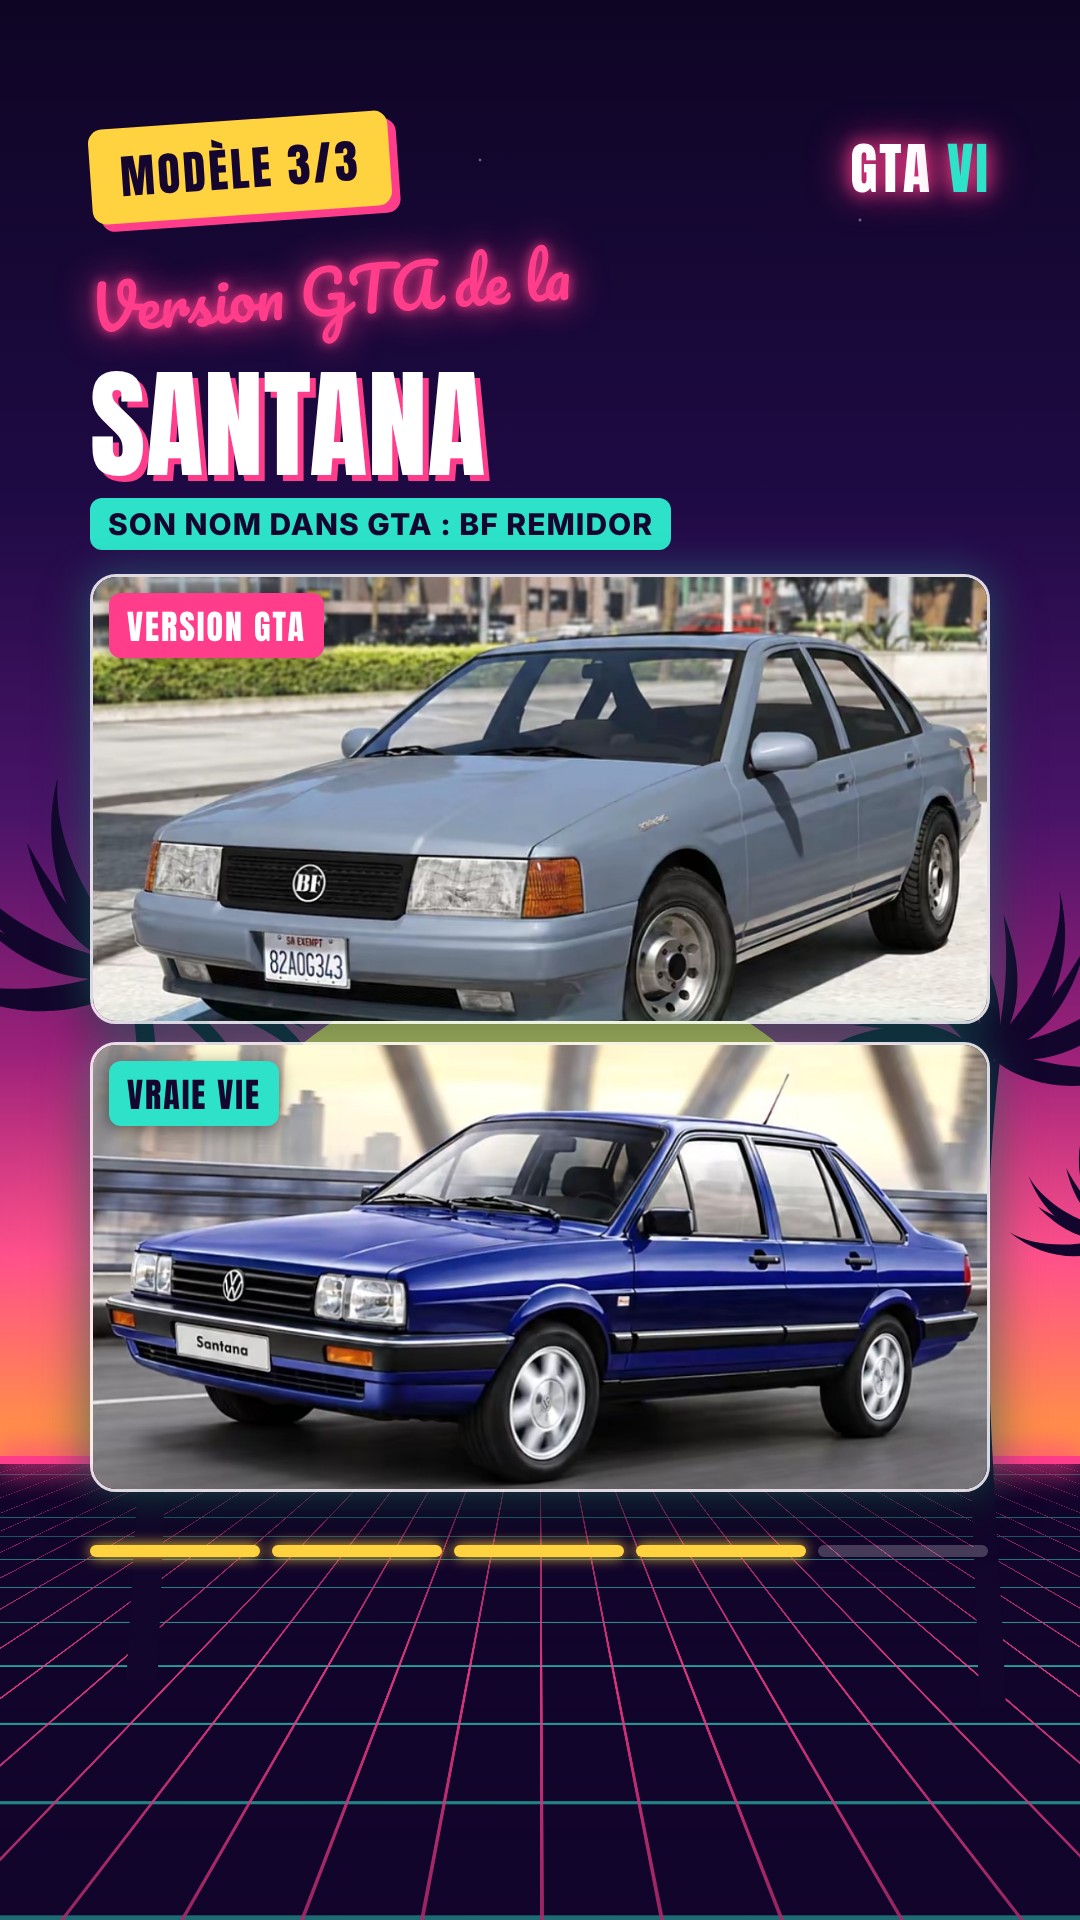 MODÈLE 3/3
GTA VI
Version GTA de la
SANTANA
SON NOM DANS GTA : BF REMIDOR
VERSION GTA
BF
SA EXEMPT
82AOG343
VRAIE VIE
Santana